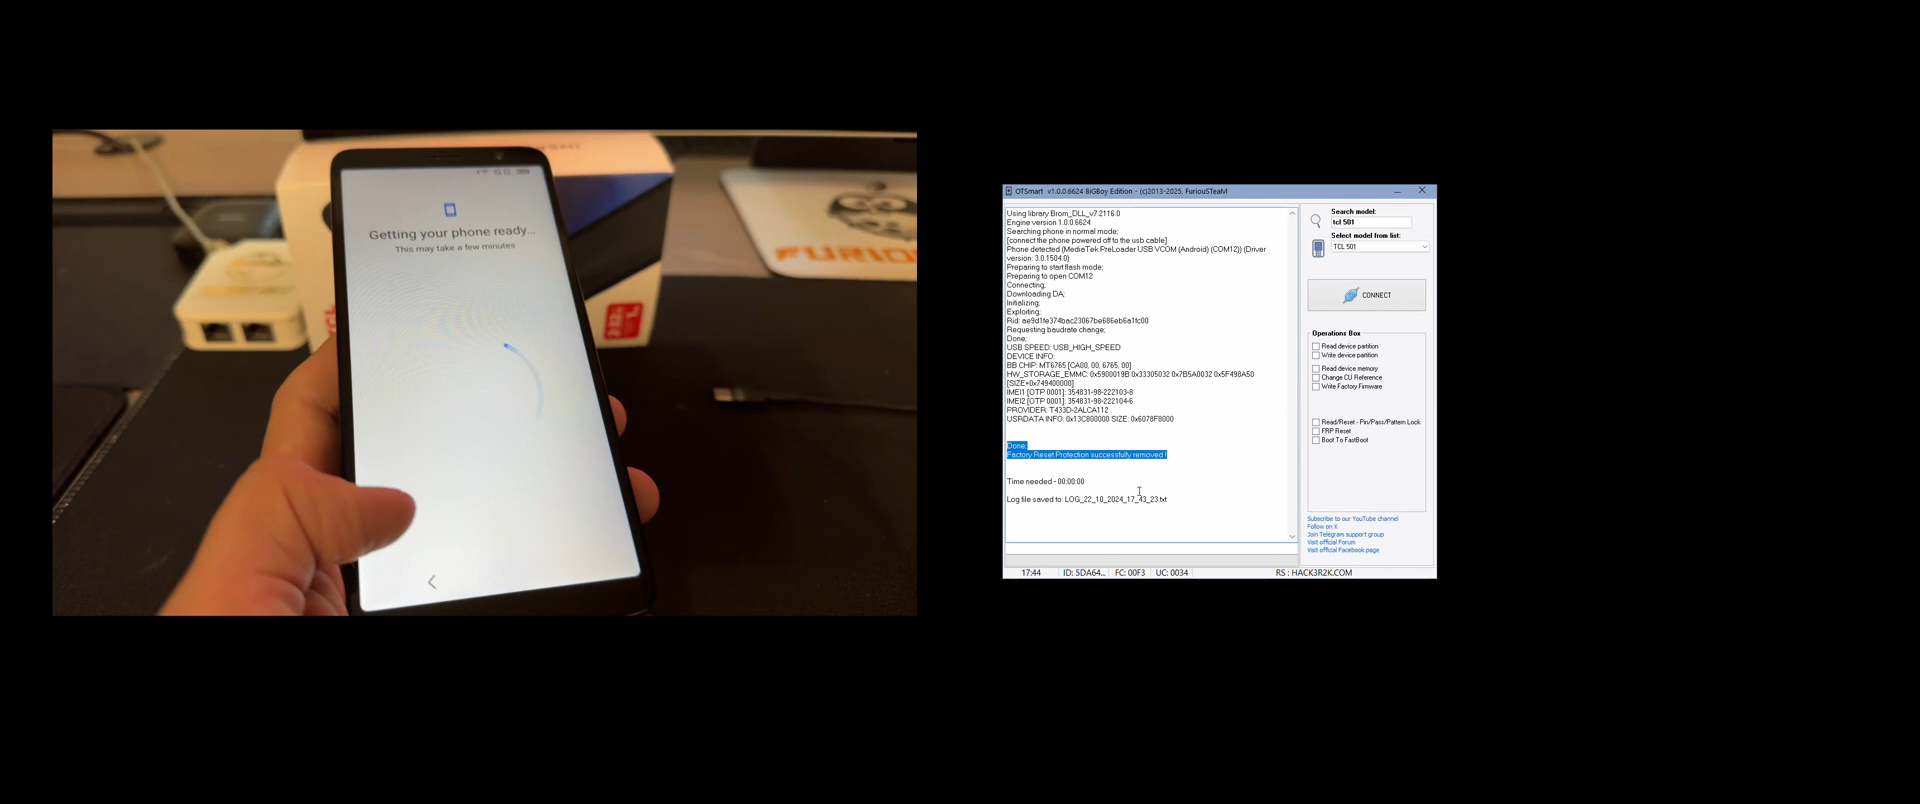 Getting your phone ready...
This may take a few minutes
FURIO
OTSmart v1.0.0.6624 BiGBoy Edition - (c)2013-2025, FuriouSTeaM
Using library Brom_DLL_v7.2116.0
Engine version 1.0.0.6624
Searching phone in normal mode;
[connect the phone powered off to the usb cable]
Phone detected (MediaTek PreLoader USB VCOM (Android) (COM12)) (Driver
version: 3.0.1504.0)
Preparing to start flash mode;
Preparing to open COM12
Connecting;
Downloading DA;
Initializing;
Exploiting;
Rid: ae9d1fe374bac23067be686eb6a1fc00
Requesting baudrate change;
Done;
USB SPEED: USB_HIGH_SPEED
DEVICE INFO:
BB CHIP: MT6765 [CA00, 00, 6765, 00]
HW_STORAGE_EMMC: 0x5900019B 0x33305032 0x7B5A0032 0x5F498A50
[SIZE=0x749400000]
IMEI1 [OTP 0001]: 354831-98-222103-8
IMEI2 [OTP 0001]: 354831-98-222104-6
PROVIDER: T433D-2ALCA112
USRDATA INFO: 0x13C800000 SIZE: 0x6078F8000
Done;
Factory Reset Protection successfully removed !
Time needed - 00:00:00
Log file saved to: LOG_22_10_2024_17_43_23.txt
Search model:
tcl 501
Select model from list:
TCL 501
CONNECT
Operations Box
Read device partition
Write device partition
Read device memory
Change CU Reference
Write Factory Firmware
Read/Reset - Pin/Pass/Pattern Lock
FRP Reset
Boot To FastBoot
Subscribe to our YouTube channel
Follow on X
Join Telegram support group
Visit official Forum
Visit official Facebook page
17:44 ID: 5DA64... FC: 00F3 UC: 0034 RS : HACK3R2K.COM